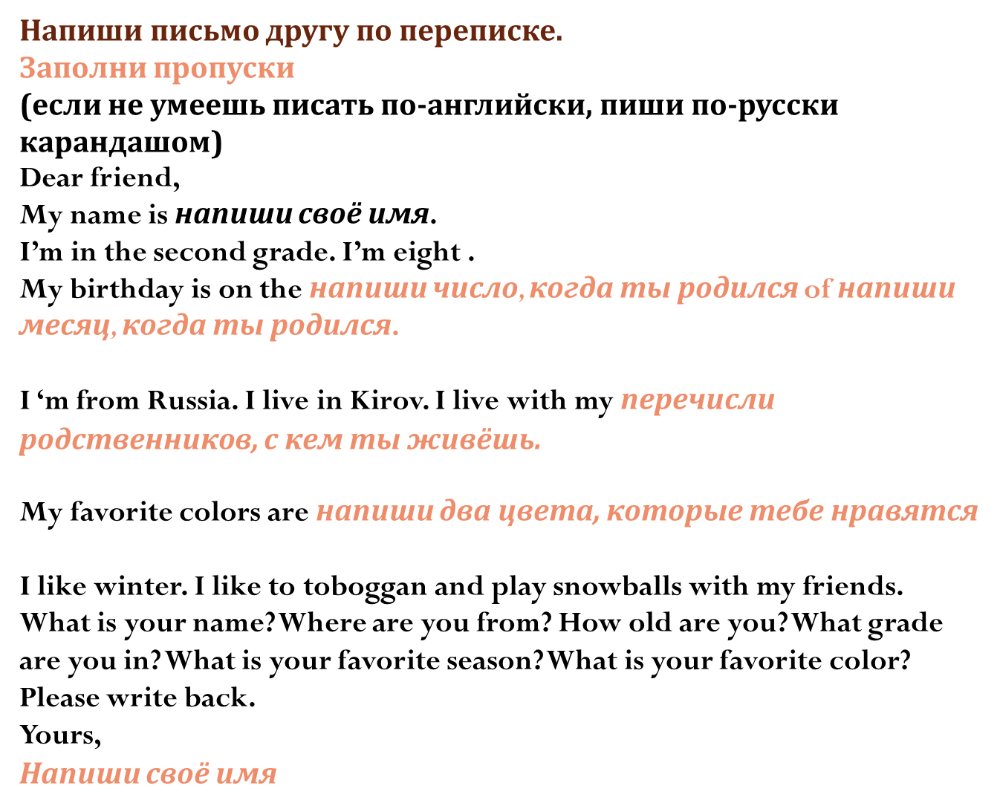 Напиши письмо другу по переписке.
Заполни пропуски
(если не умеешь писать по-английски, пиши по-русски
карандашом)
Dear friend,
My name is напиши своё имя.
I’m in the second grade. I’m eight .
My birthday is on the напиши число, когда ты родился of напиши
месяц, когда ты родился.
I ‘m from Russia. I live in Kirov. I live with my перечисли
родственников, с кем ты живёшь.
My favorite colors are напиши два цвета, которые тебе нравятся
I like winter. I like to toboggan and play snowballs with my friends.
What is your name? Where are you from? How old are you? What grade
are you in? What is your favorite season? What is your favorite color?
Please write back.
Yours,
Напиши своё имя